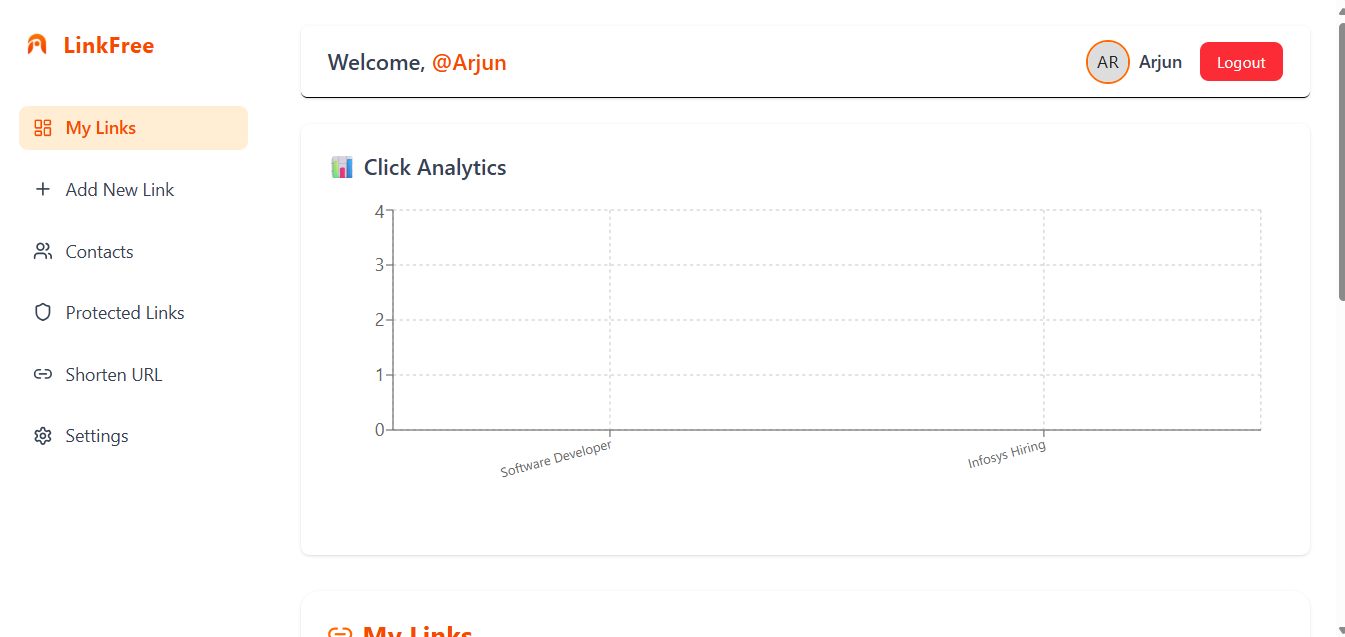 LinkFree
My Links
Add New Link
Contacts
Protected Links
Shorten URL
Settings
Welcome, @Arjun
AR
Arjun
Logout
Click Analytics
4
3
2
1
0
Software Developer
Infosys Hiring
My Links